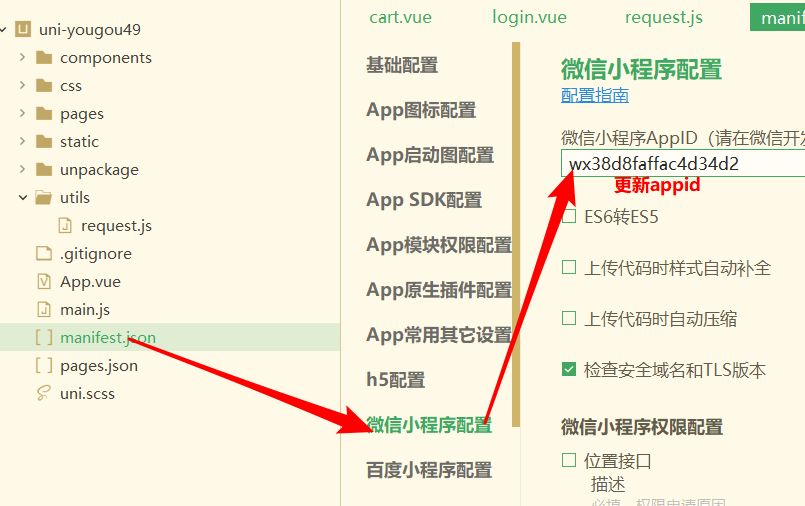 cart.vue
login.vue
request.js
uni-yougou49
components
css
pages
static
unpackage
utils
request.js
.gitignore
App.vue
main.js
manifest.json
pages.json
uni.scss
基础配置
App图标配置
App启动图配置
App SDK配置
App模块权限配置
App原生插件配置
App常用其它设置
h5配置
微信小程序配置
百度小程序配置
微信小程序配置
配置指南
微信小程序AppID（请在微信开发
wx38d8faffac4d34d2
更新appid
ES6转ES5
上传代码时样式自动补全
上传代码时自动压缩
检查安全域名和TLS版本
微信小程序权限配置
位置接口
描述